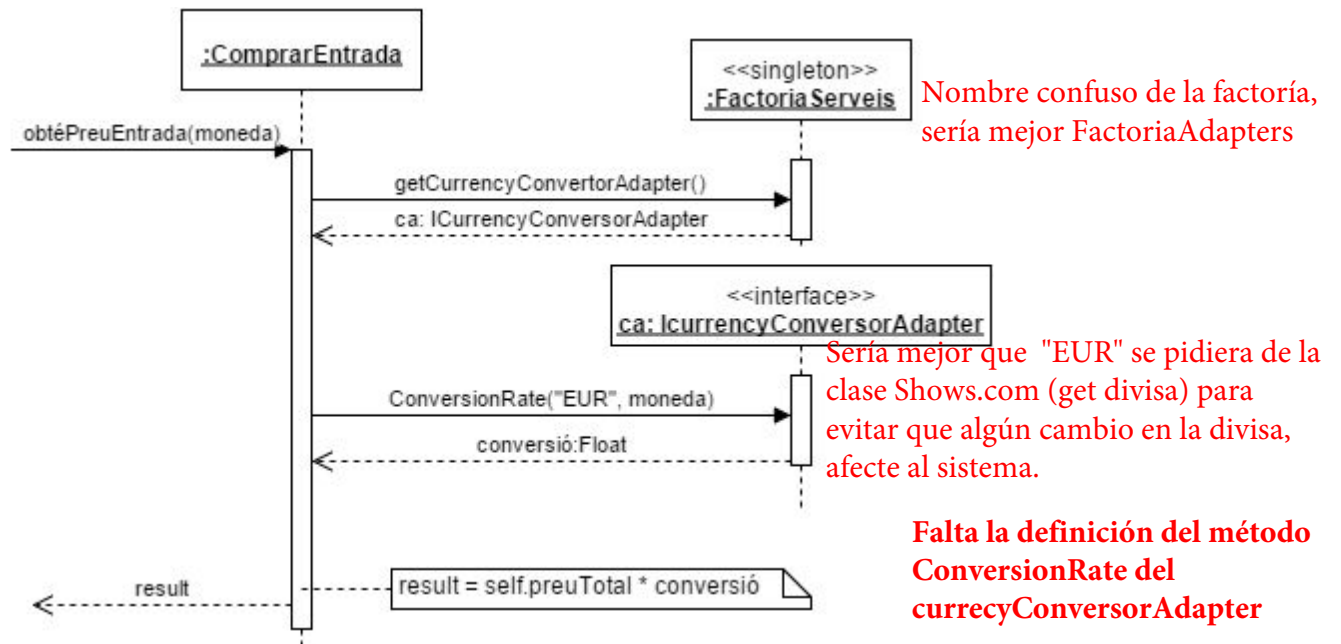 :ComprarEntrada
<<singleton>>
:FactoriaServeis
Nombre confuso de la factoría,
sería mejor FactoriaAdapters
obtéPreuEntrada(moneda)
getCurrencyConvertorAdapter()
ca: ICurrencyConversorAdapter
<<interface>>
ca: IcurrencyConversorAdapter
Sería mejor que "EUR" se pidiera de la
clase Shows.com (get divisa) para
evitar que algún cambio en la divisa,
afecte al sistema.
ConversionRate("EUR", moneda)
conversió:Float
Falta la definición del método
ConversionRate del
currecyConversorAdapter
result = self.preuTotal * conversió
result